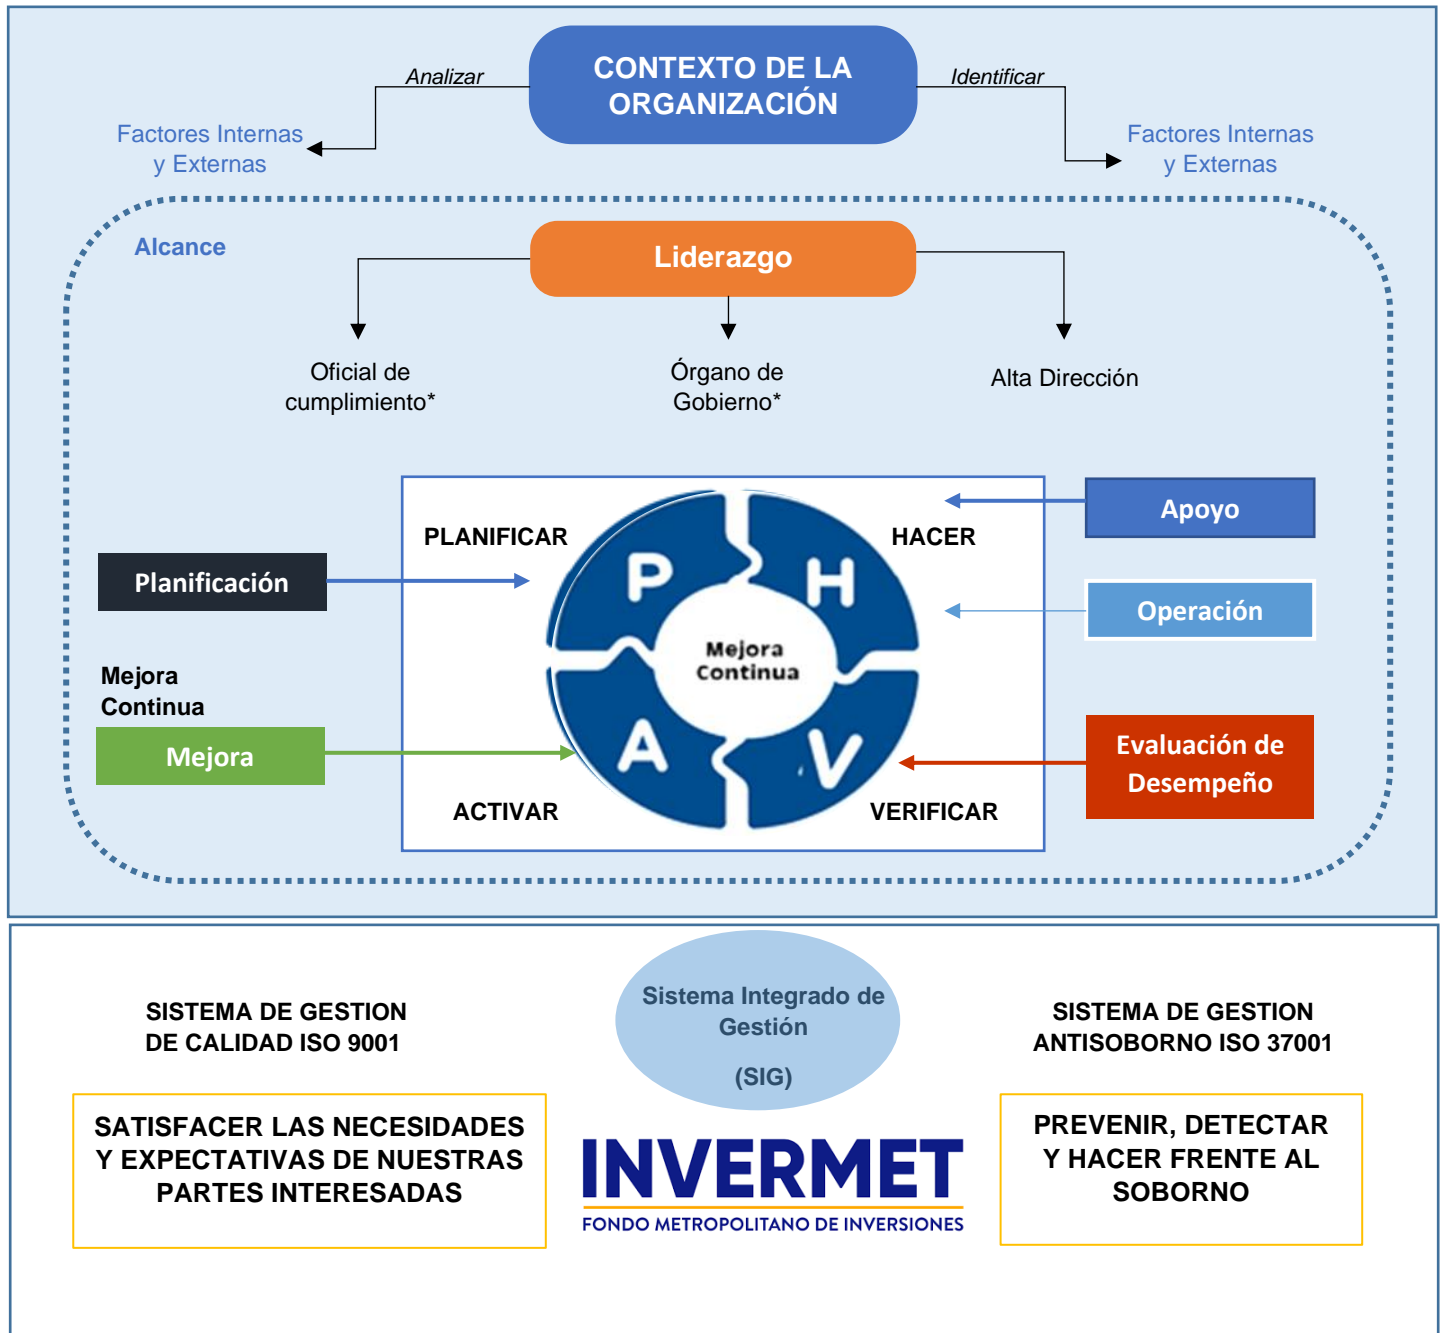 CONTEXTO DE LA
ORGANIZACIÓN
Analizar
Identificar
Factores Internas
y Externas
Factores Internas
y Externas
Alcance
Liderazgo
Oficial de
cumplimiento*
Órgano de
Gobierno*
Alta Dirección
PLANIFICAR
HACER
Apoyo
Planificación
Operación
P
H
Mejora
Continua
Mejora
Continua
Mejora
A
V
Evaluación de
Desempeño
ACTIVAR
VERIFICAR
SISTEMA DE GESTION
DE CALIDAD ISO 9001
Sistema Integrado de
Gestión
(SIG)
SISTEMA DE GESTION
ANTISOBORNO ISO 37001
SATISFACER LAS NECESIDADES
Y EXPECTATIVAS DE NUESTRAS
PARTES INTERESADAS
INVERMET
FONDO METROPOLITANO DE INVERSIONES
PREVENIR, DETECTAR
Y HACER FRENTE AL
SOBORNO